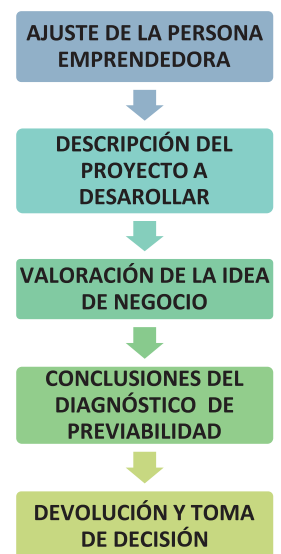 AJUSTE DE LA PERSONA
EMPRENDEDORA
DESCRIPCIÓN DEL
PROYECTO A
DESAROLLAR
VALORACIÓN DE LA IDEA
DE NEGOCIO
CONCLUSIONES DEL
DIAGNÓSTICO DE
PREVIABILIDAD
DEVOLUCIÓN Y TOMA
DE DECISIÓN